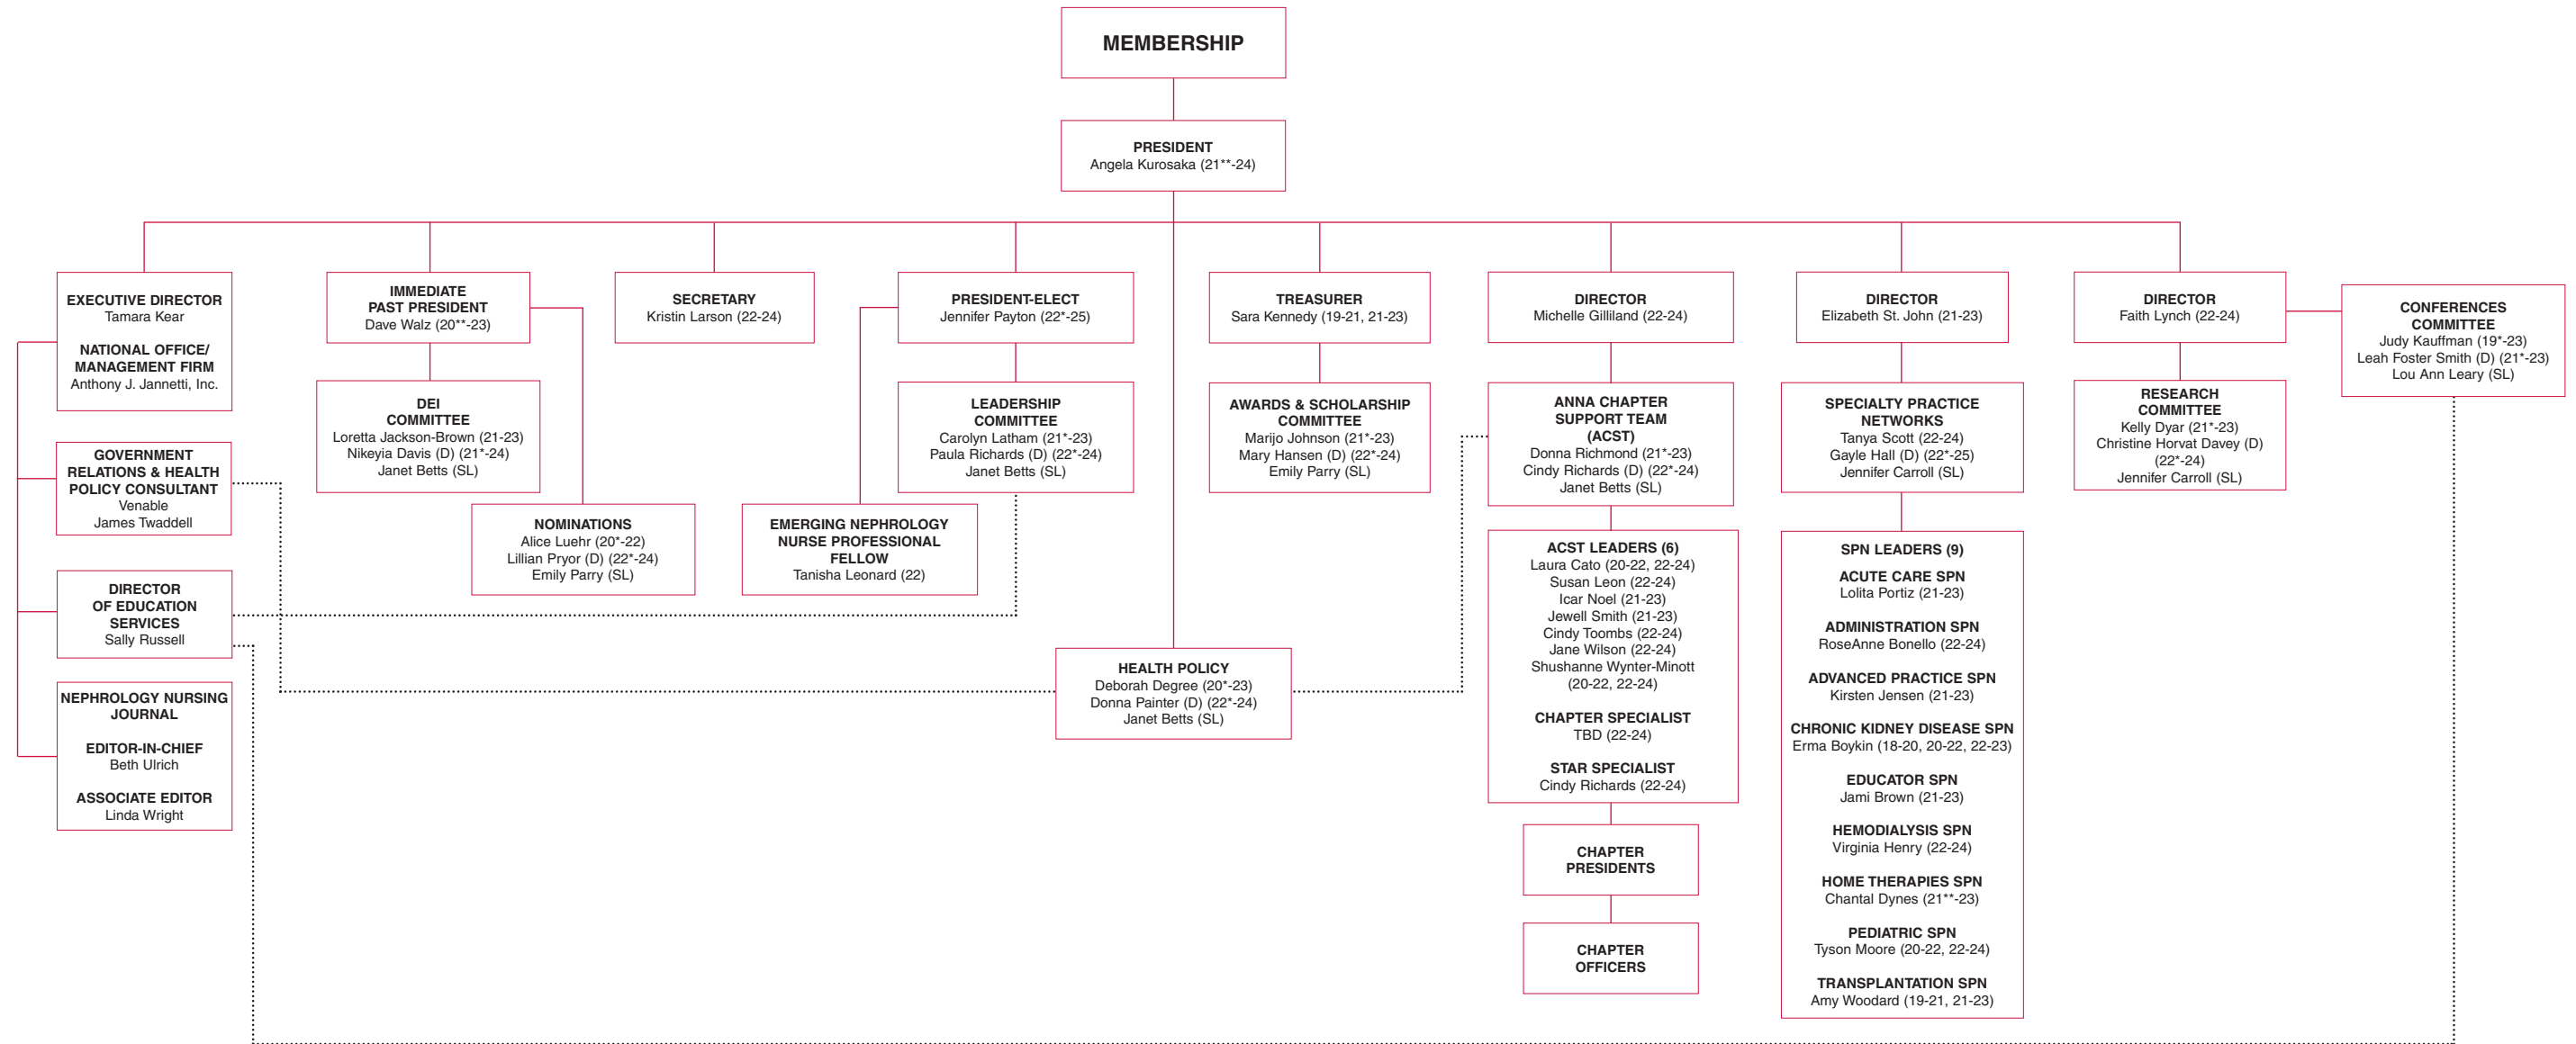 MEMBERSHIP
PRESIDENT
Angela Kurosaka (21**-24)
EXECUTIVE DIRECTOR
Tamara Kear
NATIONAL OFFICE/
MANAGEMENT FIRM
Anthony J. Jannetti, Inc.
GOVERNMENT
RELATIONS & HEALTH
POLICY CONSULTANT
Venable
James Twaddell
DIRECTOR
OF EDUCATION
SERVICES
Sally Russell
NEPHROLOGY NURSING
JOURNAL
EDITOR-IN-CHIEF
Beth Ulrich
ASSOCIATE EDITOR
Linda Wright
IMMEDIATE
PAST PRESIDENT
Dave Walz (20**-23)
DEI
COMMITTEE
Loretta Jackson-Brown (21-23)
Nikeyia Davis (D) (21*-24)
Janet Betts (SL)
NOMINATIONS
Alice Luehr (20*-22)
Lillian Pryor (D) (22*-24)
Emily Parry (SL)
SECRETARY
Kristin Larson (22-24)
PRESIDENT-ELECT
Jennifer Payton (22*-25)
LEADERSHIP
COMMITTEE
Carolyn Latham (21*-23)
Paula Richards (D) (22*-24)
Janet Betts (SL)
EMERGING NEPHROLOGY
NURSE PROFESSIONAL
FELLOW
Tanisha Leonard (22)
HEALTH POLICY
Deborah Degree (20*-23)
Donna Painter (D) (22*-24)
Janet Betts (SL)
TREASURER
Sara Kennedy (19-21, 21-23)
AWARDS & SCHOLARSHIP
COMMITTEE
Marijo Johnson (21*-23)
Mary Hansen (D) (22*-24)
Emily Parry (SL)
DIRECTOR
Michelle Gilliland (22-24)
ANNA CHAPTER
SUPPORT TEAM
(ACST)
Donna Richmond (21*-23)
Cindy Richards (D) (22*-24)
Janet Betts (SL)
ACST LEADERS (6)
Laura Cato (20-22, 22-24)
Susan Leon (22-24)
Icar Noel (21-23)
Jewell Smith (21-23)
Cindy Toombs (22-24)
Jane Wilson (22-24)
Shushanne Wynter-Minott
(20-22, 22-24)
CHAPTER SPECIALIST
TBD (22-24)
STAR SPECIALIST
Cindy Richards (22-24)
CHAPTER
PRESIDENTS
CHAPTER
OFFICERS
DIRECTOR
Elizabeth St. John (21-23)
SPECIALTY PRACTICE
NETWORKS
Tanya Scott (22-24)
Gayle Hall (D) (22*-25)
Jennifer Carroll (SL)
SPN LEADERS (9)
ACUTE CARE SPN
Lolita Portiz (21-23)
ADMINISTRATION SPN
RoseAnne Bonello (22-24)
ADVANCED PRACTICE SPN
Kirsten Jensen (21-23)
CHRONIC KIDNEY DISEASE SPN
Erma Boykin (18-20, 20-22, 22-23)
EDUCATOR SPN
Jami Brown (21-23)
HEMODIALYSIS SPN
Virginia Henry (22-24)
HOME THERAPIES SPN
Chantal Dynes (21**-23)
PEDIATRIC SPN
Tyson Moore (20-22, 22-24)
TRANSPLANTATION SPN
Amy Woodard (19-21, 21-23)
DIRECTOR
Faith Lynch (22-24)
RESEARCH
COMMITTEE
Kelly Dyar (21*-23)
Christine Horvat Davey (D)
(22*-24)
Jennifer Carroll (SL)
CONFERENCES
COMMITTEE
Judy Kauffman (19*-23)
Leah Foster Smith (D) (21*-23)
Lou Ann Leary (SL)